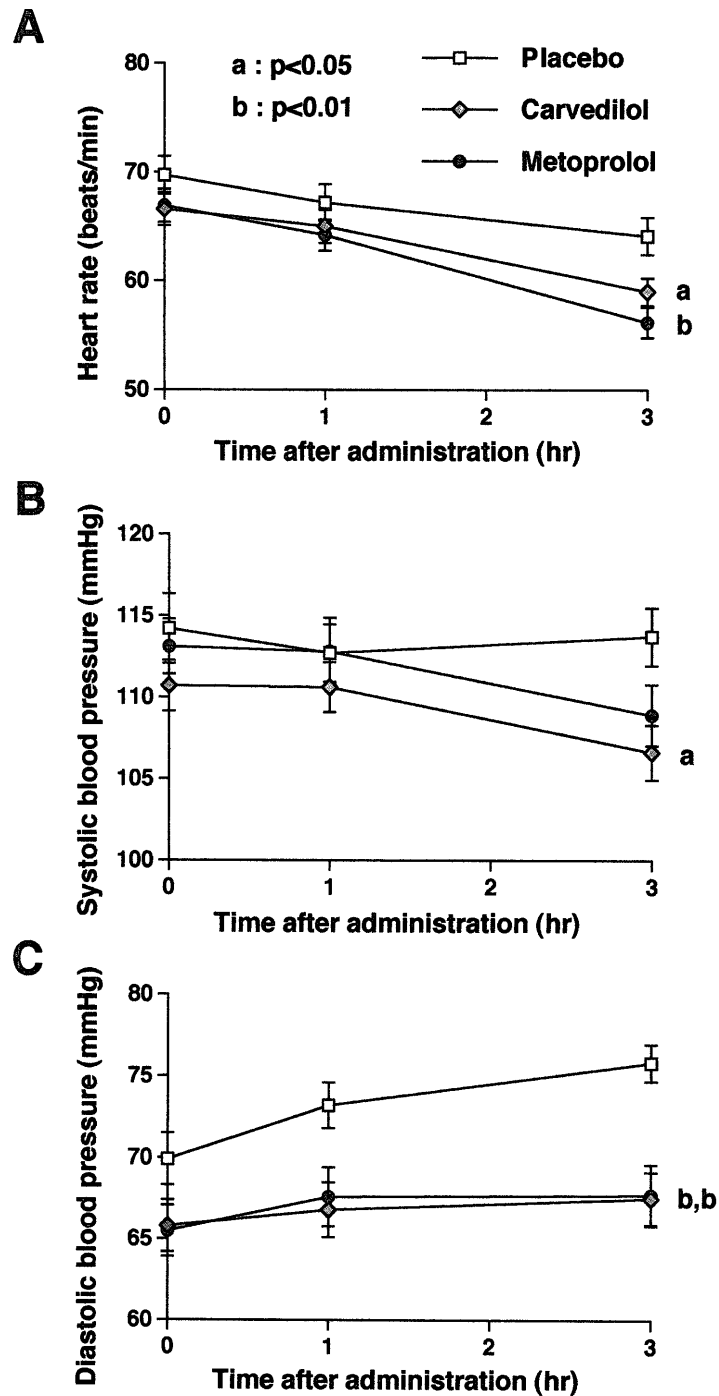 A
a : p<0.05
b : p<0.01
Placebo
Carvedilol
Metoprolol
Heart rate (beats/min)
80
70
60
50
a
b
0 1 2 3
Time after administration (hr)
B
Systolic blood pressure (mmHg)
120
115
110
105
100
a
0 1 2 3
Time after administration (hr)
C
Diastolic blood pressure (mmHg)
80
75
70
65
60
b,b
0 1 2 3
Time after administration (hr)